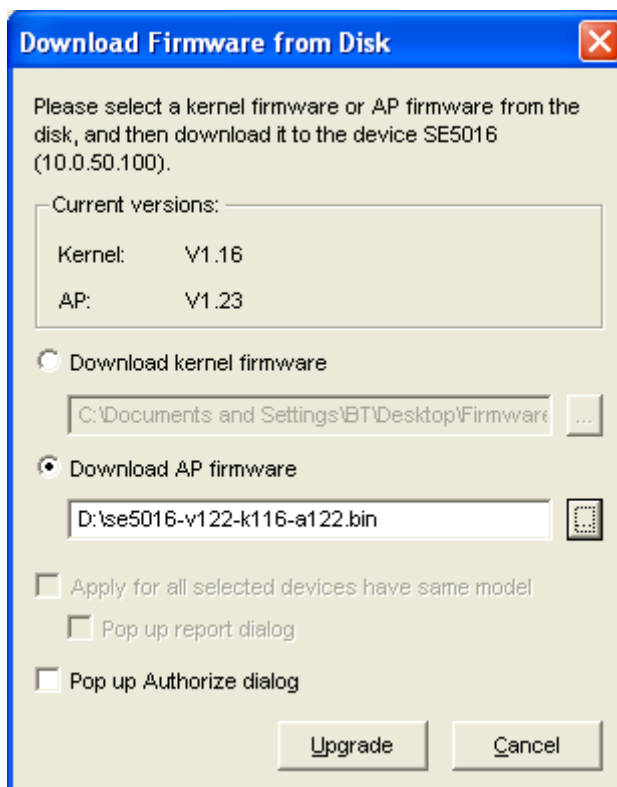 Download Firmware from Disk
Please select a kernel firmware or AP firmware from the
disk, and then download it to the device SE5016
(10.0.50.100).
Current versions:
Kernel: V1.16
AP: V1.23
Download kernel firmware
C:\Documents and Settings\BT\Desktop\Firmware
...
Download AP firmware
D:\se5016-v122-k116-a122.bin
...
Apply for all selected devices have same model
Pop up report dialog
Pop up Authorize dialog
Upgrade Cancel